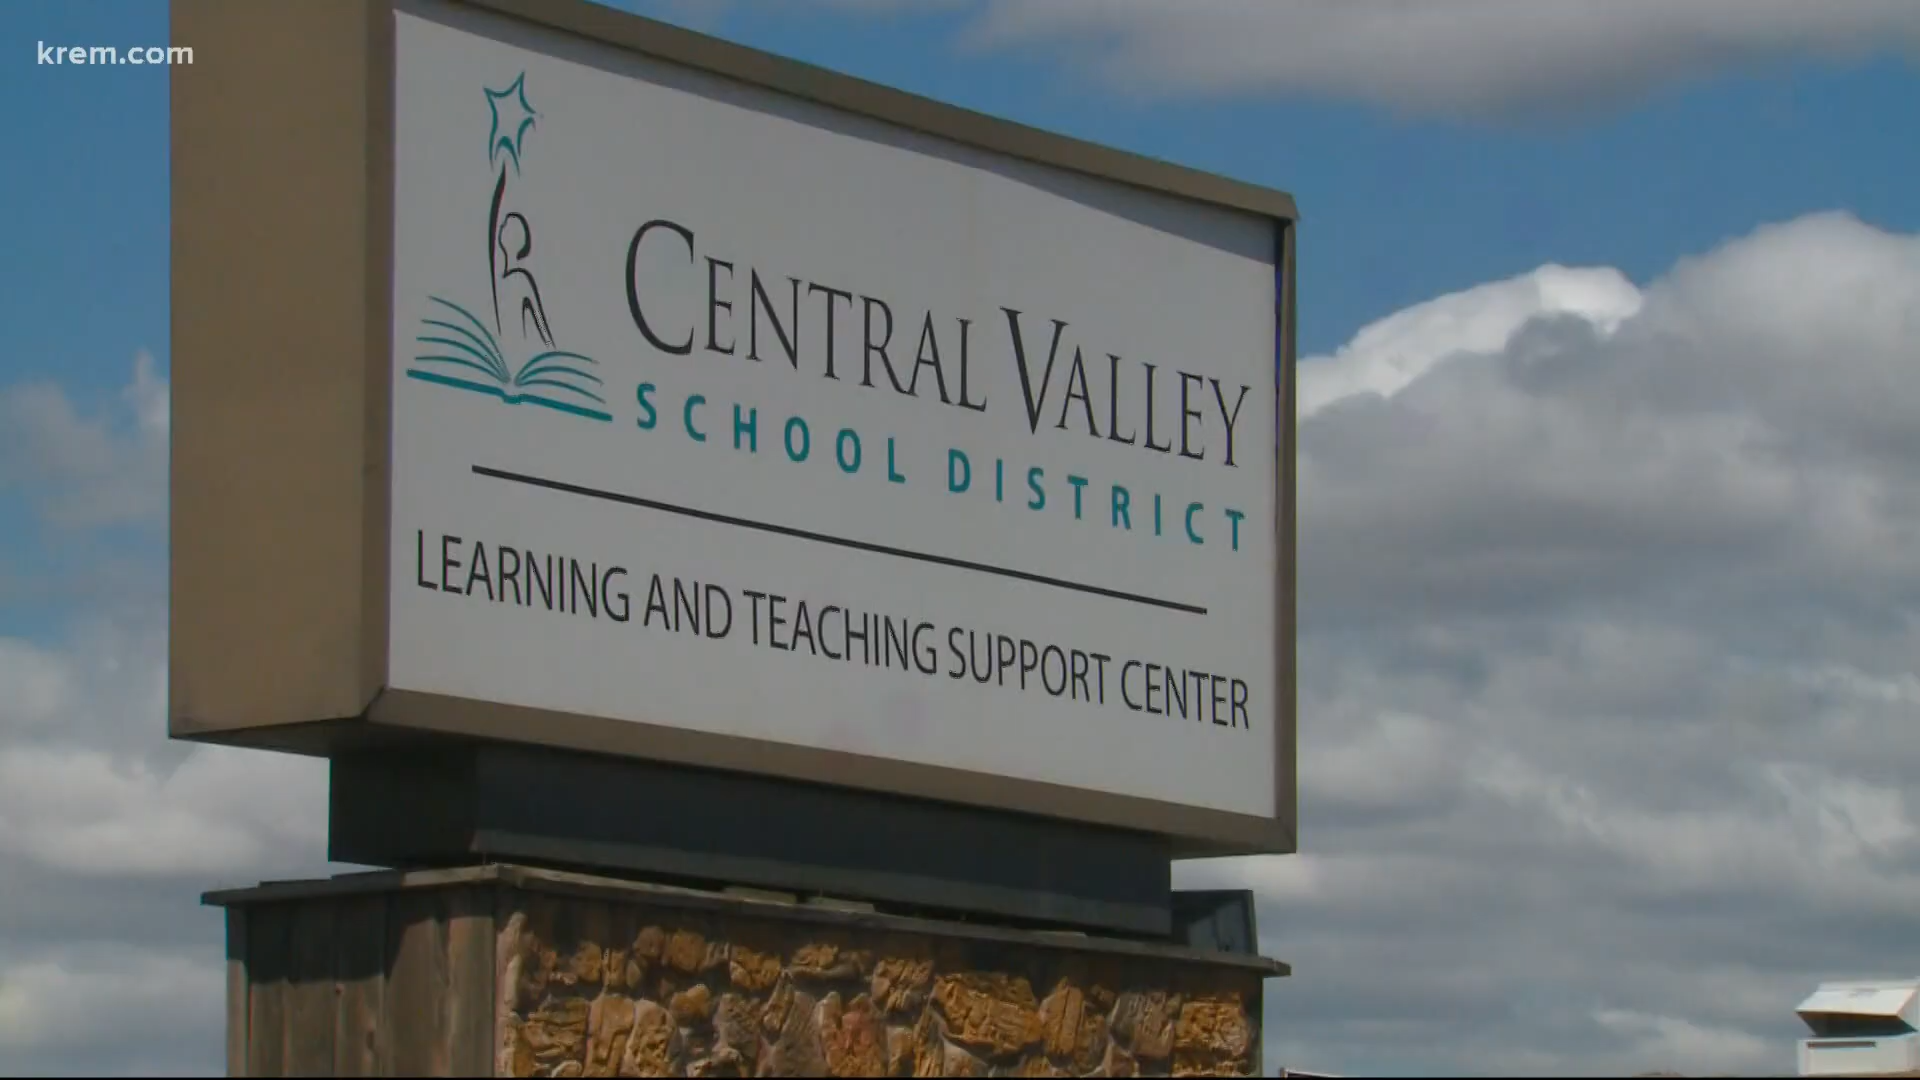 krem.com
CENTRAL VALLEY
SCHOOL DISTRICT
LEARNING AND TEACHING SUPPORT CENTER